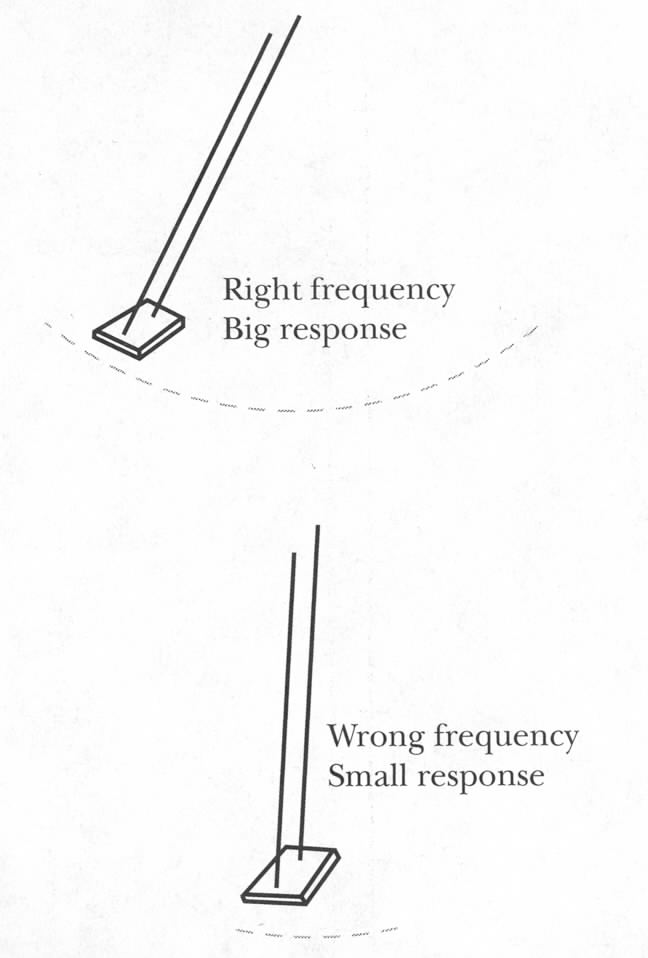 Right frequency
Big response
Wrong frequency
Small response